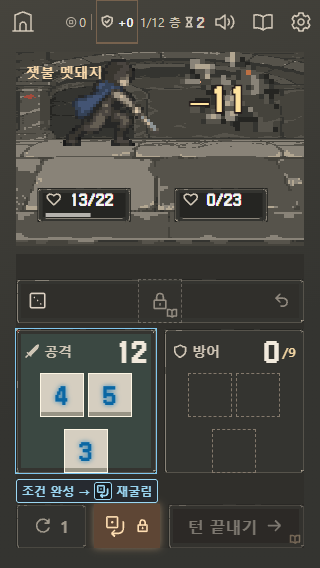 0 +0 1/12 층 2
잿불 멧돼지
-11
13/22 0/23
공격 12 방어 0/9
4 5
3
조건 완성 → 재굴림
1 턴 끝내기 →